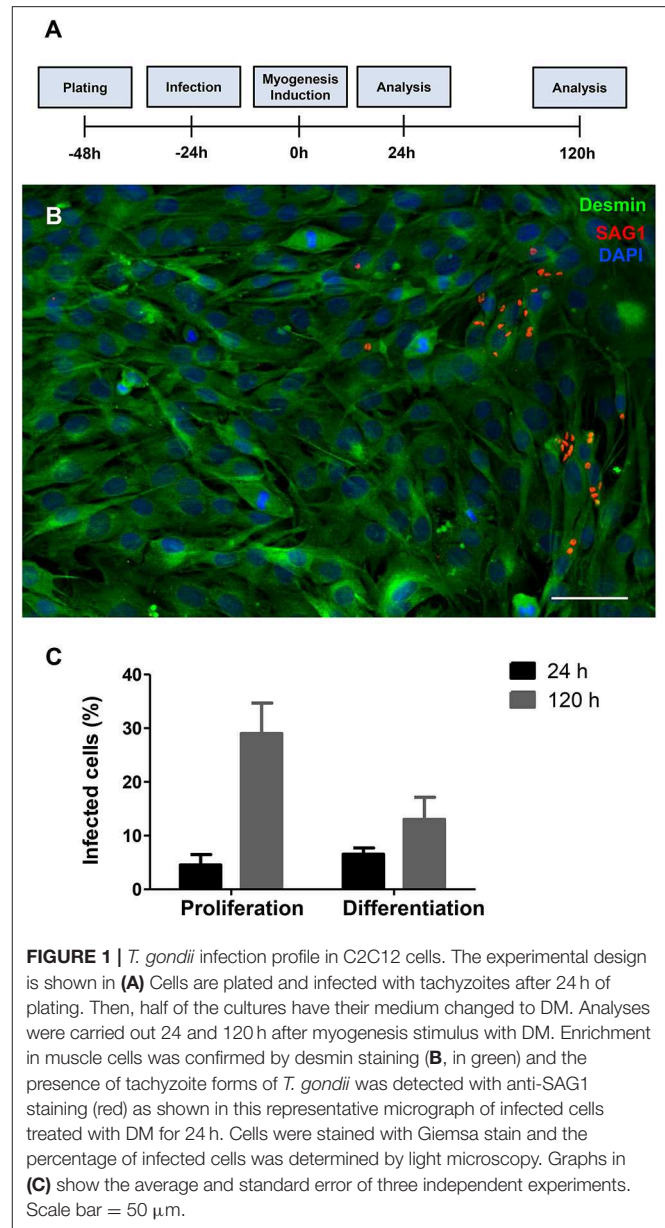 A
Plating
Infection
Myogenesis
Induction
Analysis
Analysis
-48h
-24h
0h
24h
120h
B
Desmin
SAG1
DAPI
C
Infected cells (%)
40
30
20
10
0
Proliferation
Differentiation
24 h
120 h
FIGURE 1 | T. gondii infection profile in C2C12 cells. The experimental design
is shown in (A) Cells are plated and infected with tachyzoites after 24 h of
plating. Then, half of the cultures have their medium changed to DM. Analyses
were carried out 24 and 120 h after myogenesis stimulus with DM. Enrichment
in muscle cells was confirmed by desmin staining (B, in green) and the
presence of tachyzoite forms of T. gondii was detected with anti-SAG1
staining (red) as shown in this representative micrograph of infected cells
treated with DM for 24 h. Cells were stained with Giemsa stain and the
percentage of infected cells was determined by light microscopy. Graphs in
(C) show the average and standard error of three independent experiments.
Scale bar = 50 μm.